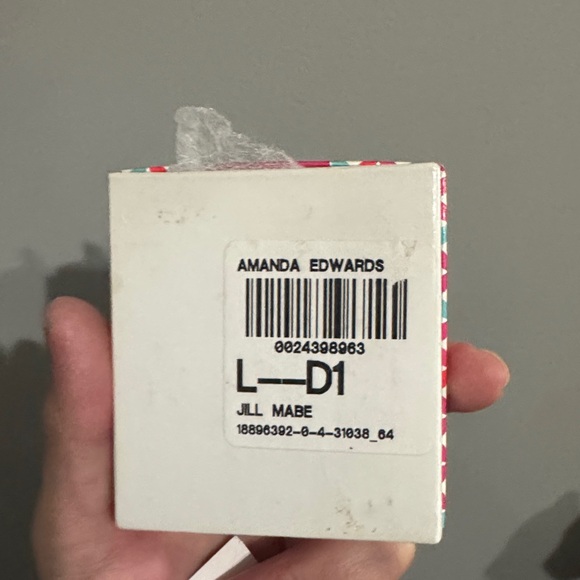 AMANDA EDWARDS
0024398963
L--D1
JILL MABE
18896392-0-4-31038_64